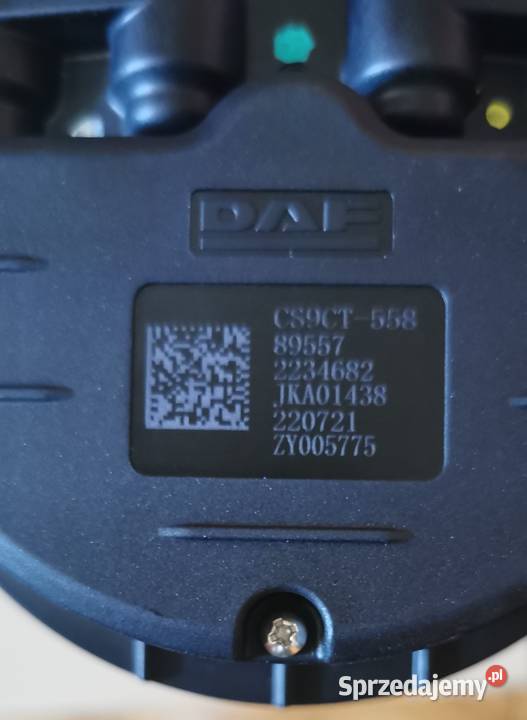 DAF
CS9CT-558
89557
2234682
JKA01438
220721
ZY005775
Sprzedajemy.pl